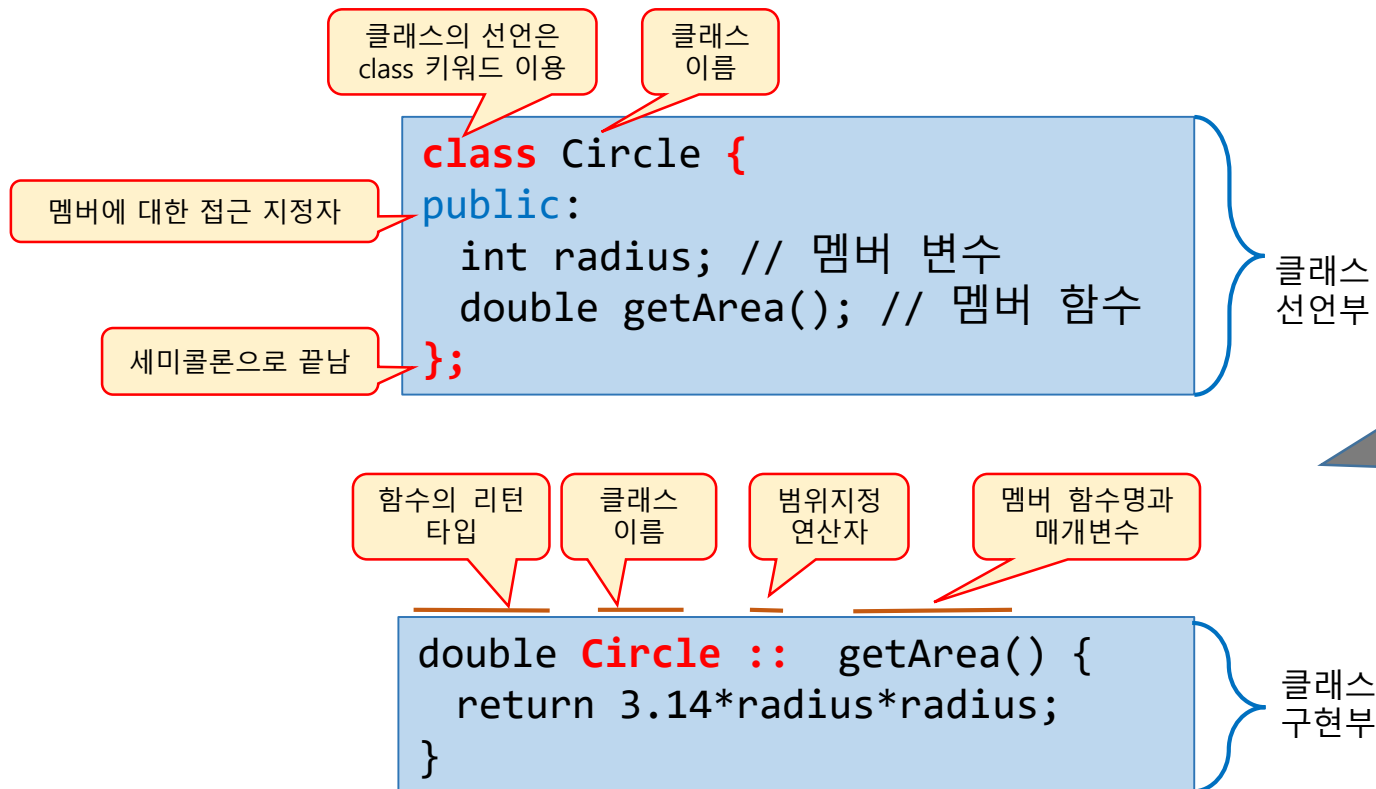 클래스의 선언은
class 키워드 이용
클래스
이름
class Circle {
멤버에 대한 접근 지정자
public:
int radius; // 멤버 변수
double getArea(); // 멤버 함수
세미콜론으로 끝남
};
클래스
선언부
함수의 리턴
타입
클래스
이름
범위지정
연산자
멤버 함수명과
매개변수
double Circle :: getArea() {
return 3.14*radius*radius;
}
클래스
구현부